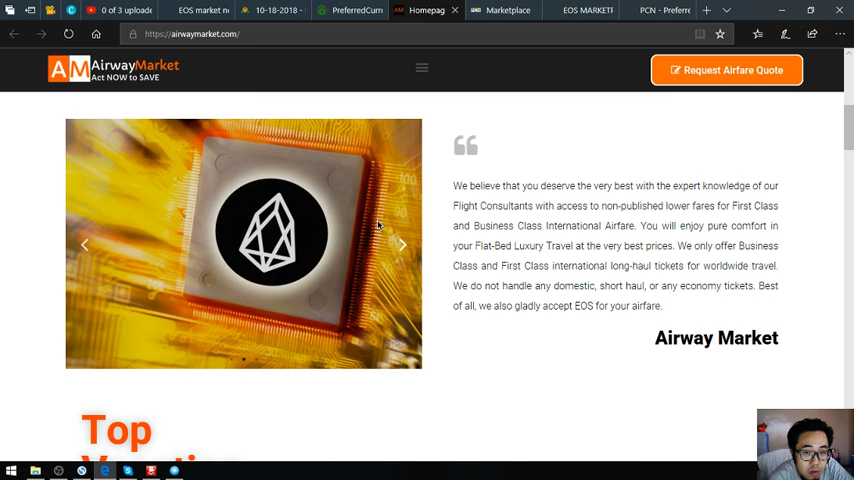 0 of 3 uploade
EOS market ne
10-18-2018 -
PreferredCurr
Homepag
Marketplace
EOS MARKETP
PCN - Preferre
https://airwaymarket.com/
AM AirwayMarket
Act NOW to SAVE
Request Airfare Quote
We believe that you deserve the very best with the expert knowledge of our
Flight Consultants with access to non-published lower fares for First Class
and Business Class International Airfare. You will enjoy pure comfort in
your Flat-Bed Luxury Travel at the very best prices. We only offer Business
Class and First Class international long-haul tickets for worldwide travel.
We do not handle any domestic, short haul, or any economy tickets. Best
of all, we also gladly accept EOS for your airfare.
Airway Market
100
90
Top